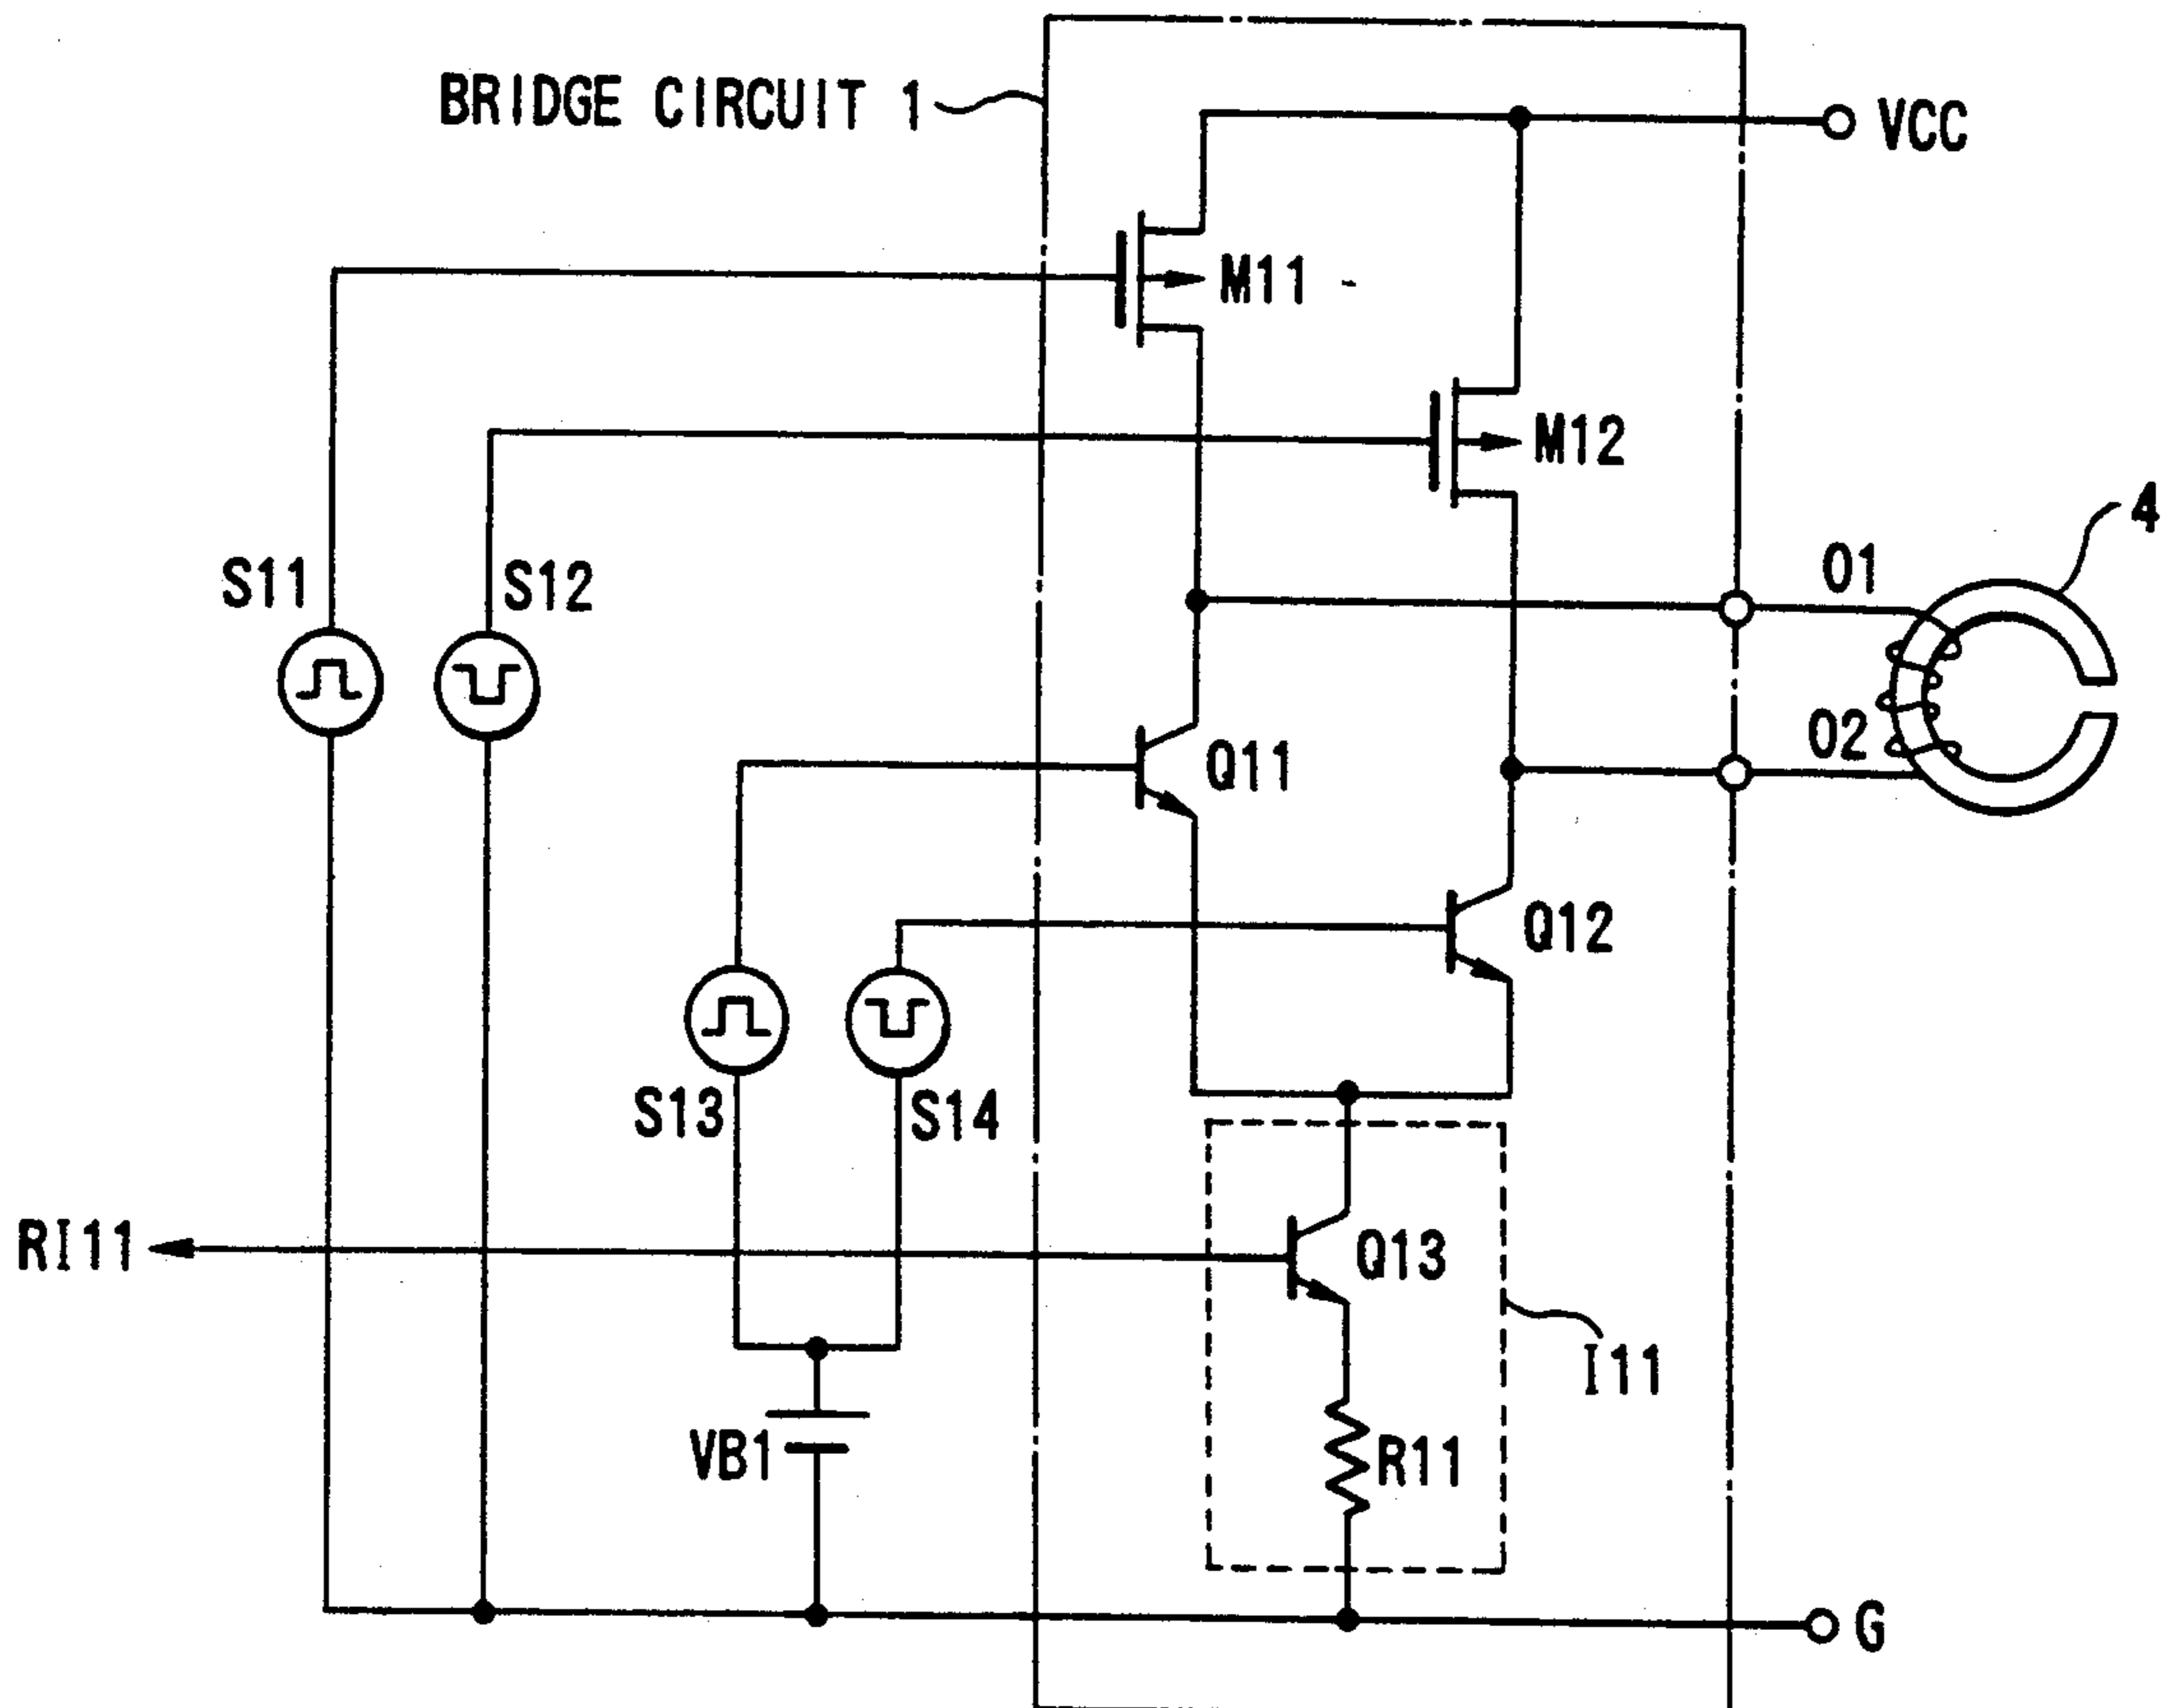 BRIDGE CIRCUIT 1
VCC
M11
M12
4
S11
S12
O1
O2
Q11
Q12
S13
S14
RI11
Q13
I11
VB1
R11
G